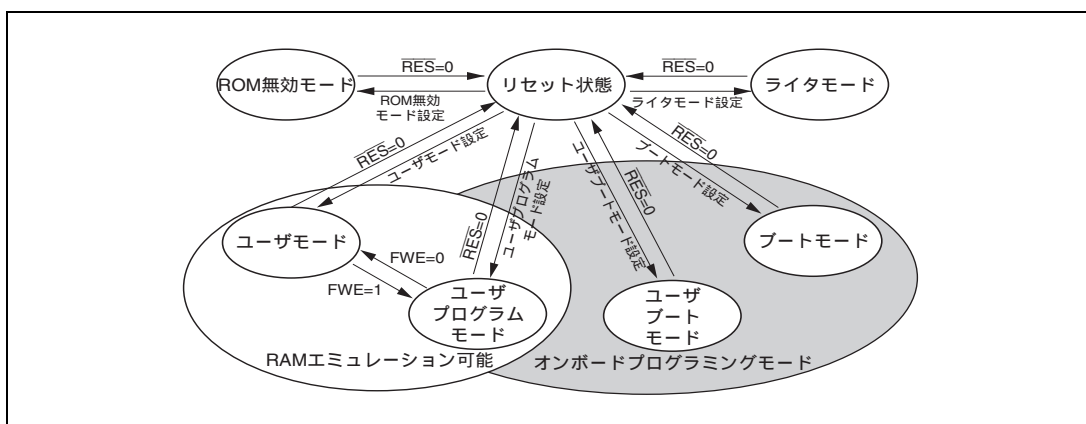 ROM無効モード
RES=0
ROM無効
モード設定
リセット状態
RES=0
ライタモード設定
ライタモード
RES=0
ユーザモード設定
RES=0
ユーザプログラム
モード設定
ユーザブートモード設定
RES=0
RES=0
ブートモード設定
ユーザモード
FWE=0
FWE=1
ユーザ
プログラム
モード
ユーザ
ブート
モード
ブートモード
RAMエミュレーション可能
オンボードプログラミングモード